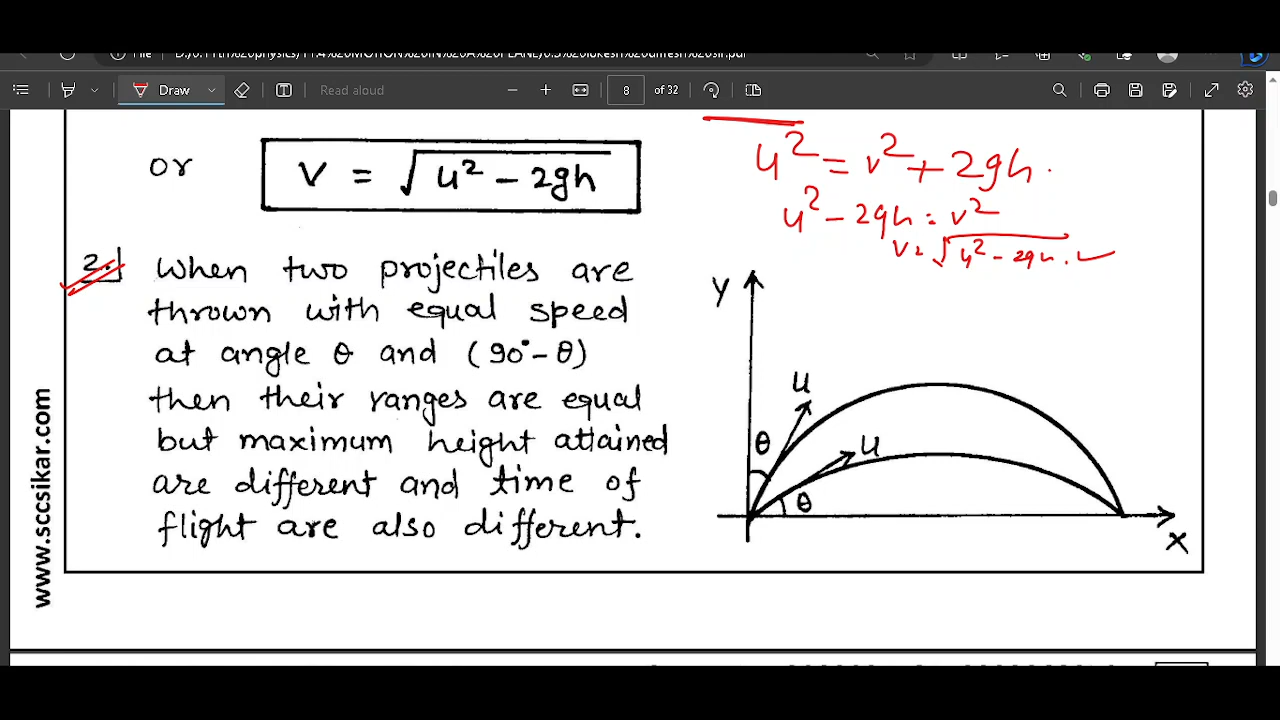 Draw
Read aloud
8
of 32
u² = v² + 2gh.
or
V = √u² - 2gh
u² - 2gh = v²
v = √u² - 2gh.
2. When two projectiles are
thrown with equal speed
at angle θ and (90° - θ)
then their ranges are equal
but maximum height attained
are different and time of
flight are also different.
Y
u
θ
u
θ
X
www.sccsikar.com